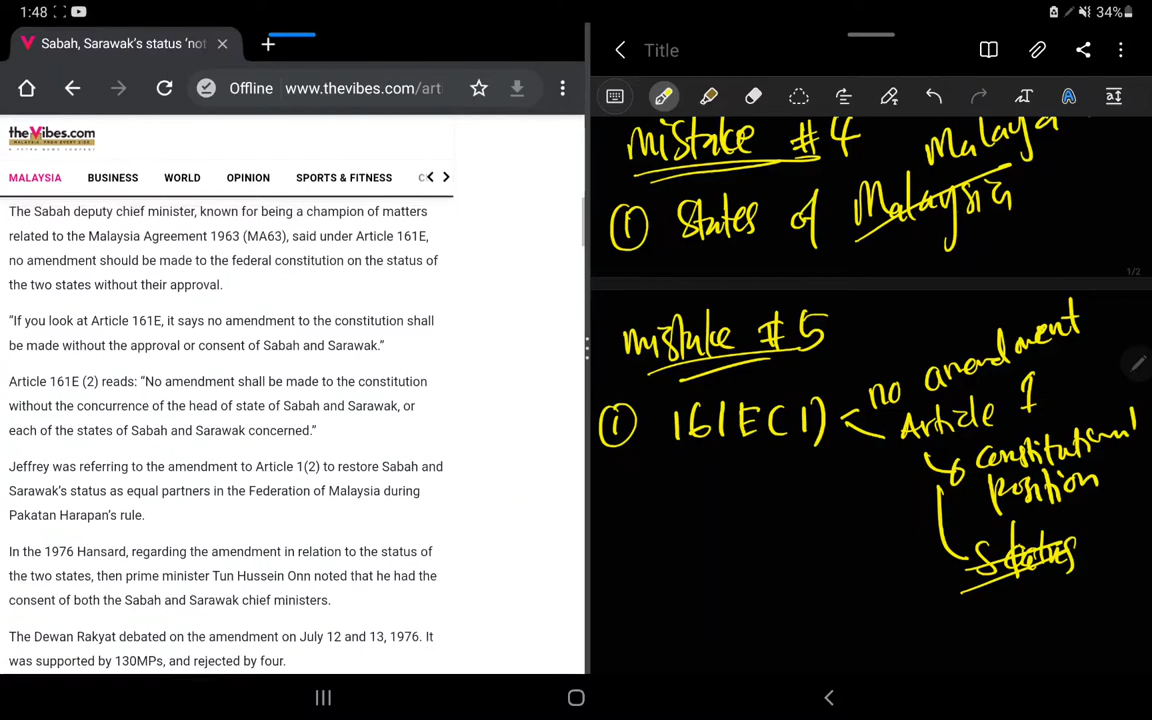 1:48
34%
Sabah, Sarawak's status 'not
Offline www.thevibes.com/arti
theVibes.com
MALAYSIA BUSINESS WORLD OPINION SPORTS & FITNESS
The Sabah deputy chief minister, known for being a champion of matters
related to the Malaysia Agreement 1963 (MA63), said under Article 161E,
no amendment should be made to the federal constitution on the status of
the two states without their approval.
“If you look at Article 161E, it says no amendment to the constitution shall
be made without the approval or consent of Sabah and Sarawak.”
Article 161E (2) reads: “No amendment shall be made to the constitution
without the concurrence of the head of state of Sabah and Sarawak, or
each of the states of Sabah and Sarawak concerned.”
Jeffrey was referring to the amendment to Article 1(2) to restore Sabah and
Sarawak's status as equal partners in the Federation of Malaysia during
Pakatan Harapan's rule.
In the 1976 Hansard, regarding the amendment in relation to the status of
the two states, then prime minister Tun Hussein Onn noted that he had the
consent of both the Sabah and Sarawak chief ministers.
The Dewan Rakyat debated on the amendment on July 12 and 13, 1976. It
was supported by 130MPs, and rejected by four.
Title
mistake #4
Malaya
① States of Malaysia
1/2
mistake #5
① 161E(1)
no amendment
Article 1
constitutional
position
Status